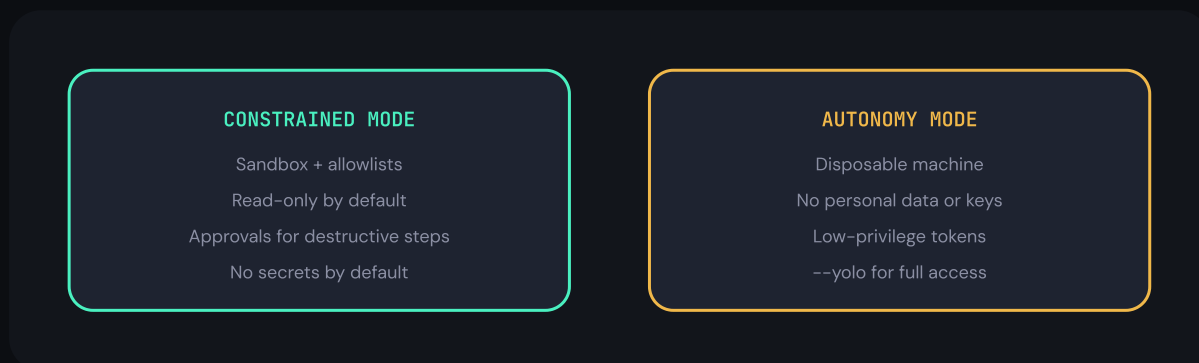 CONSTRAINED MODE
Sandbox + allowlists
Read-only by default
Approvals for destructive steps
No secrets by default
AUTONOMY MODE
Disposable machine
No personal data or keys
Low-privilege tokens
--yolo for full access